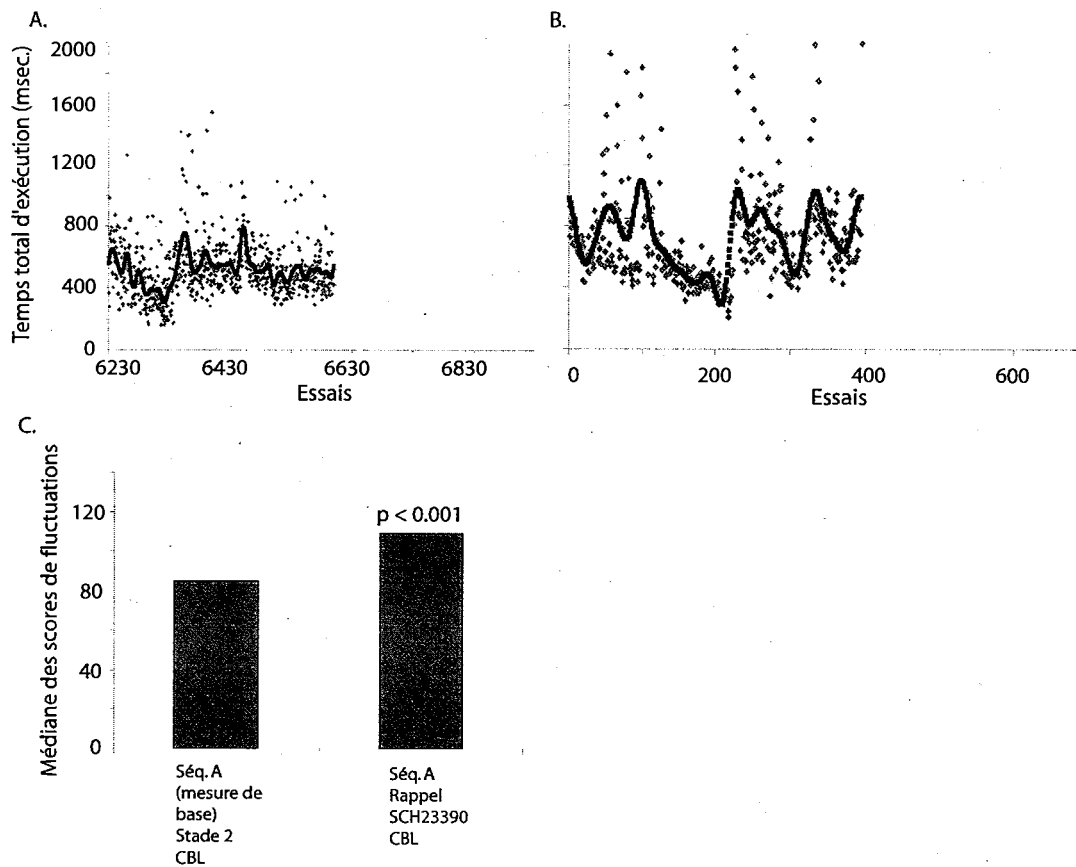 A.
Temps total d'exécution (msec.)
2000
1600
1200
800
400
0
6230
6430
6630
6830
Essais
B.
0
200
400
600
Essais
C.
Médiane des scores de fluctuations
120
80
40
0
p < 0.001
Séq. A
(mesure de
base)
Stade 2
CBL
Séq. A
Rappel
SCH23390
CBL